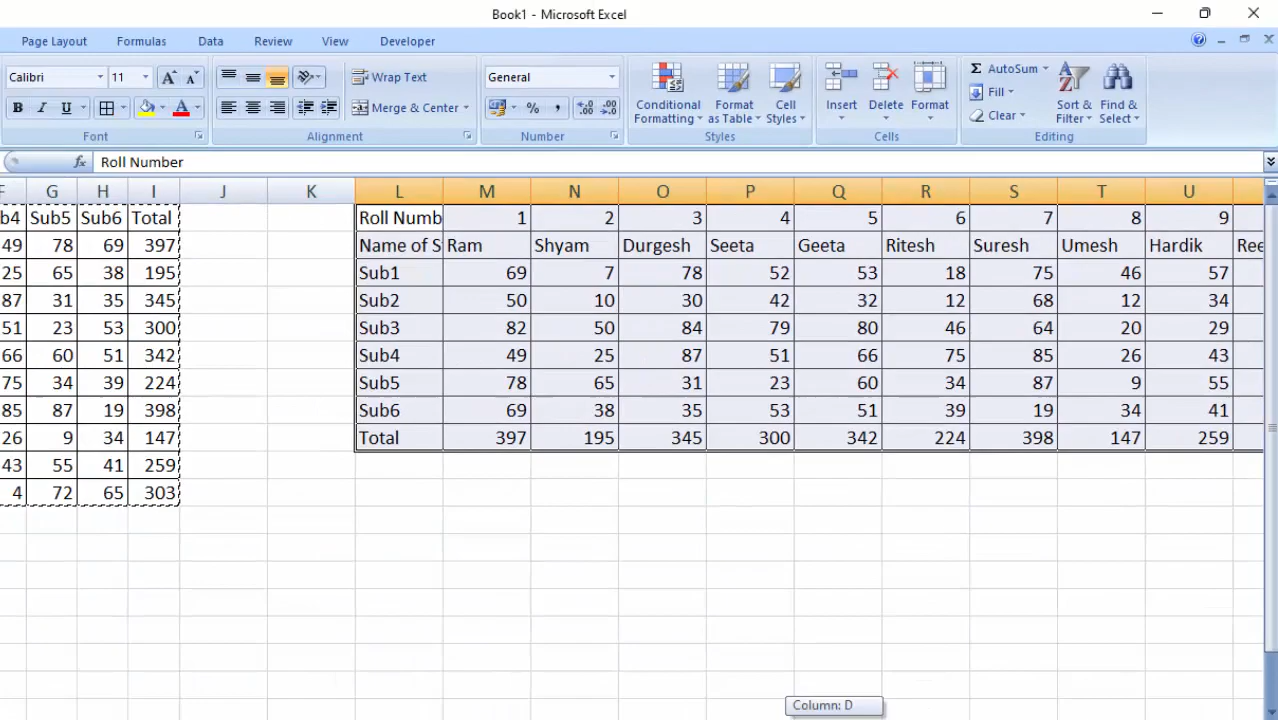 Book1 - Microsoft Excel
Page Layout Formulas Data Review View Developer
Calibri 11 Wrap Text General Conditional Formatting Format as Table Cell Styles Insert Delete Format AutoSum Fill Clear Sort & Filter Find & Select
B I U A Merge & Center % ,
Font Alignment Number Styles Cells Editing
fx Roll Number
F G H I J K L M N O P Q R S T U
b4 Sub5 Sub6 Total Roll Numb 1 2 3 4 5 6 7 8 9
49 78 69 397 Name of S Ram Shyam Durgesh Seeta Geeta Ritesh Suresh Umesh Hardik Ree
25 65 38 195 Sub1 69 7 78 52 53 18 75 46 57
87 31 35 345 Sub2 50 10 30 42 32 12 68 12 34
51 23 53 300 Sub3 82 50 84 79 80 46 64 20 29
66 60 51 342 Sub4 49 25 87 51 66 75 85 26 43
75 34 39 224 Sub5 78 65 31 23 60 34 87 9 55
85 87 19 398 Sub6 69 38 35 53 51 39 19 34 41
26 9 34 147 Total 397 195 345 300 342 224 398 147 259
43 55 41 259
4 72 65 303
Column: D